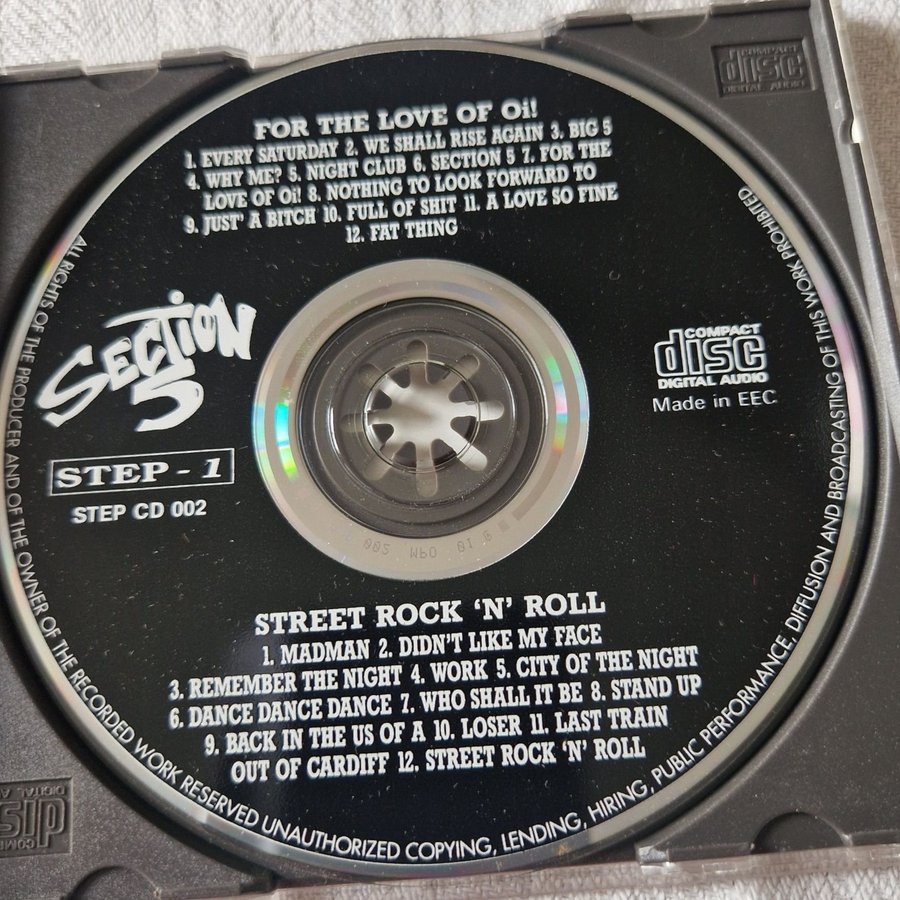 COMPACT
disc
DIGITAL AUDIO
FOR THE LOVE OF Oi!
1. EVERY SATURDAY 2. WE SHALL RISE AGAIN 3. BIG 5
4. WHY ME? 5. NIGHT CLUB 6. SECTION 5 7. FOR THE
LOVE OF Oi! 8. NOTHING TO LOOK FORWARD TO
9. JUST' A BITCH 10. FULL OF SHIT 11. A LOVE SO FINE
12. FAT THING
SECTION
5
STEP - 1
STEP CD 002
COMPACT
disc
DIGITAL AUDIO
Made in EEC
STREET ROCK 'N' ROLL
1. MADMAN 2. DIDN'T LIKE MY FACE
3. REMEMBER THE NIGHT 4. WORK 5. CITY OF THE NIGHT
6. DANCE DANCE DANCE 7. WHO SHALL IT BE 8. STAND UP
9. BACK IN THE US OF A 10. LOSER 11. LAST TRAIN
OUT OF CARDIFF 12. STREET ROCK 'N' ROLL
ALL RIGHTS OF THE PRODUCER AND OF THE OWNER OF THE RECORDED WORK RESERVED UNAUTHORIZED COPYING, LENDING, HIRING, PUBLIC PERFORMANCE, DIFFUSION AND BROADCASTING OF THIS WORK PROHIBITED
disc